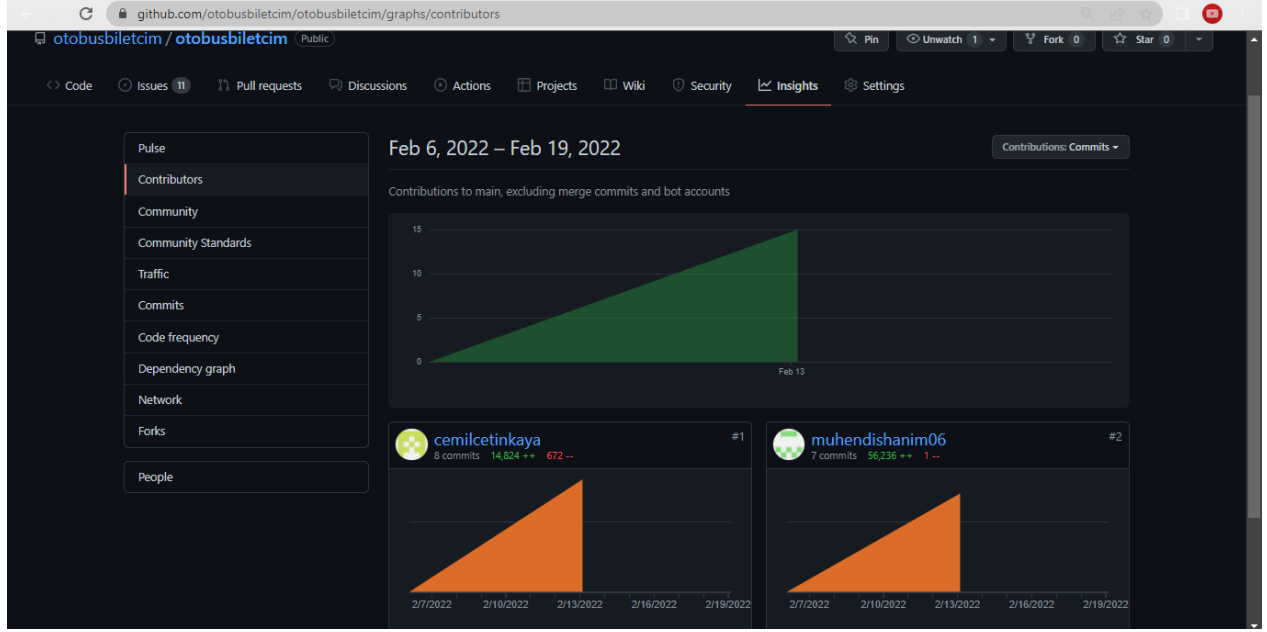 github.com/otobusbiletcim/otobusbiletcim/graphs/contributors
otobusbiletcim / otobusbiletcim Public Pin Unwatch 1 Fork 0 Star 0
Code Issues 11 Pull requests Discussions Actions Projects Wiki Security Insights Settings
Pulse
Contributors
Community
Community Standards
Traffic
Commits
Code frequency
Dependency graph
Network
Forks
People
Feb 6, 2022 – Feb 19, 2022
Contributions: Commits
Contributions to main, excluding merge commits and bot accounts
15
10
5
0
Feb 13
cemilcetinkaya #1
8 commits 14,824 ++ 672 --
2/7/2022 2/10/2022 2/13/2022 2/16/2022 2/19/2022
muhendishanim06 #2
7 commits 56,236 ++ 1 --
2/7/2022 2/10/2022 2/13/2022 2/16/2022 2/19/2022